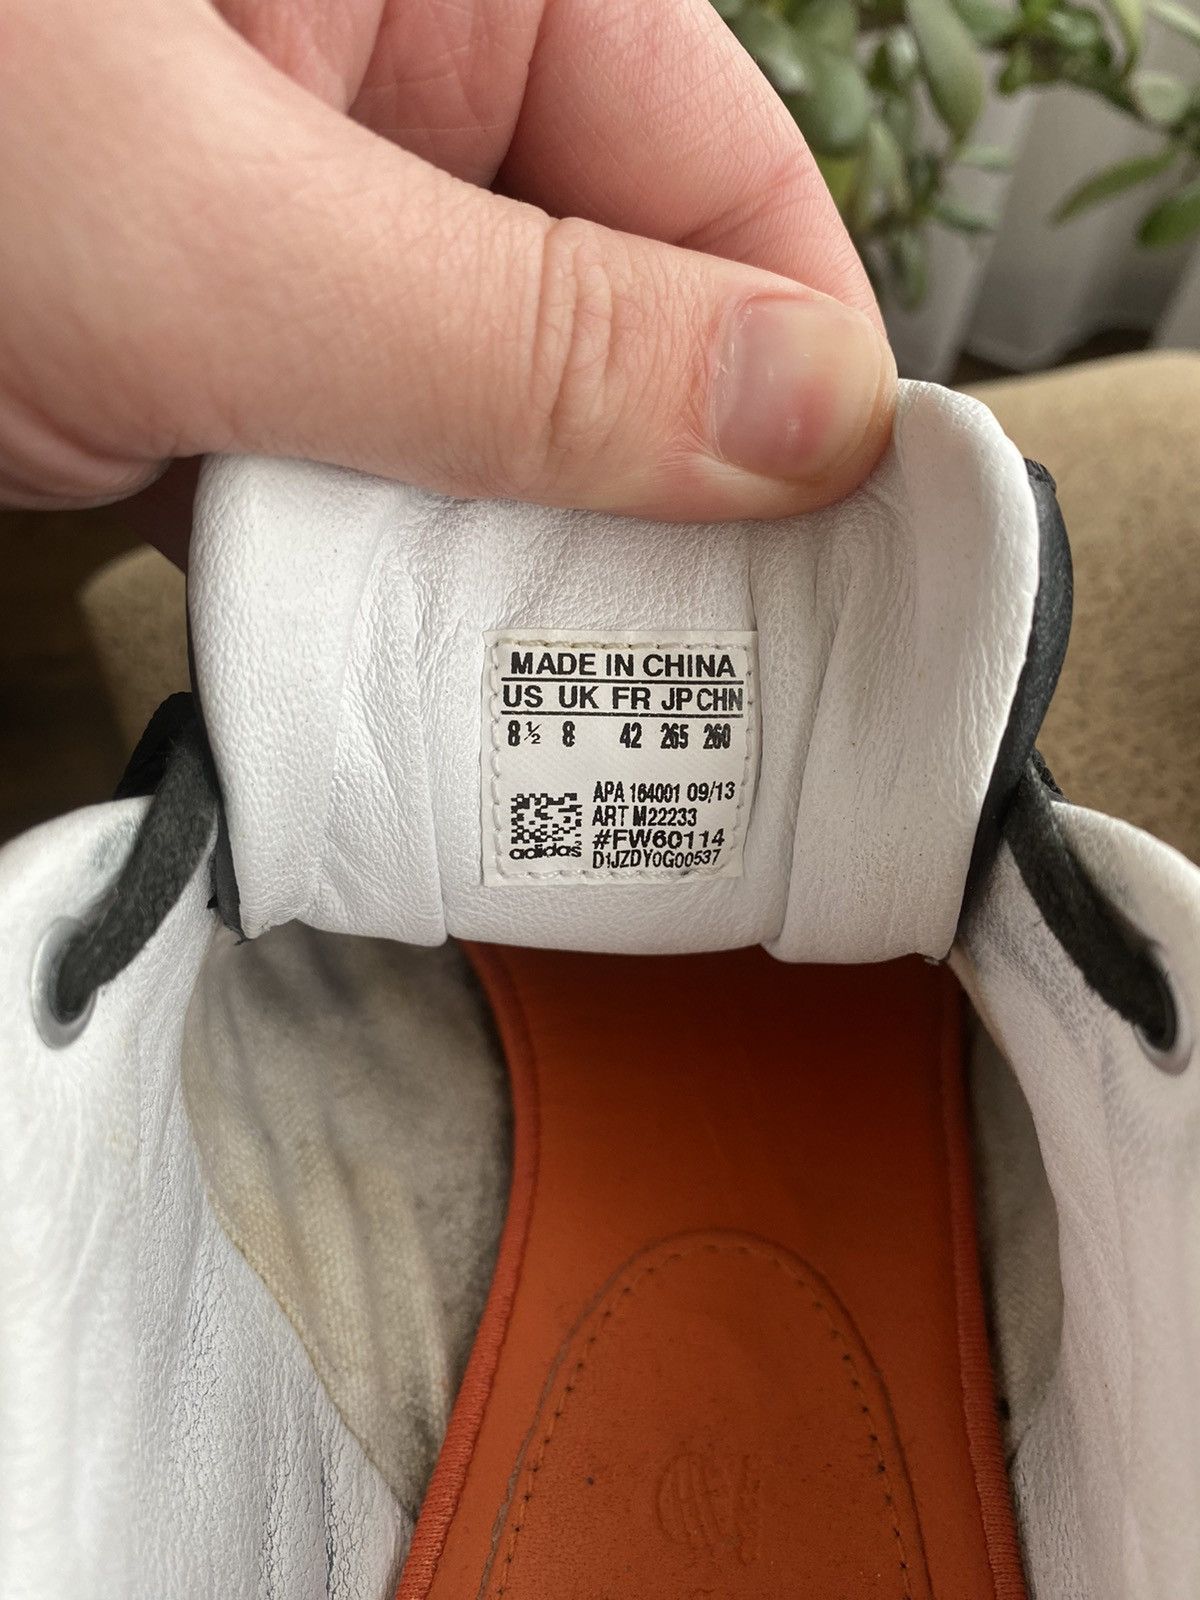 MADE IN CHINA
US UK FR JP CHN
8½ 8 42 265 260
APA 164001 09/13
ART M22233
#FW60114
D1JZDY0G00537
adidas